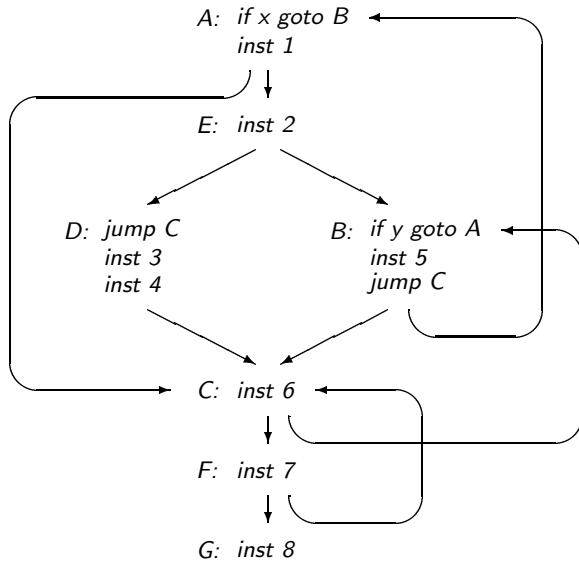 A: if x goto B
inst 1
E: inst 2
D: jump C
inst 3
inst 4
B: if y goto A
inst 5
jump C
C: inst 6
F: inst 7
G: inst 8